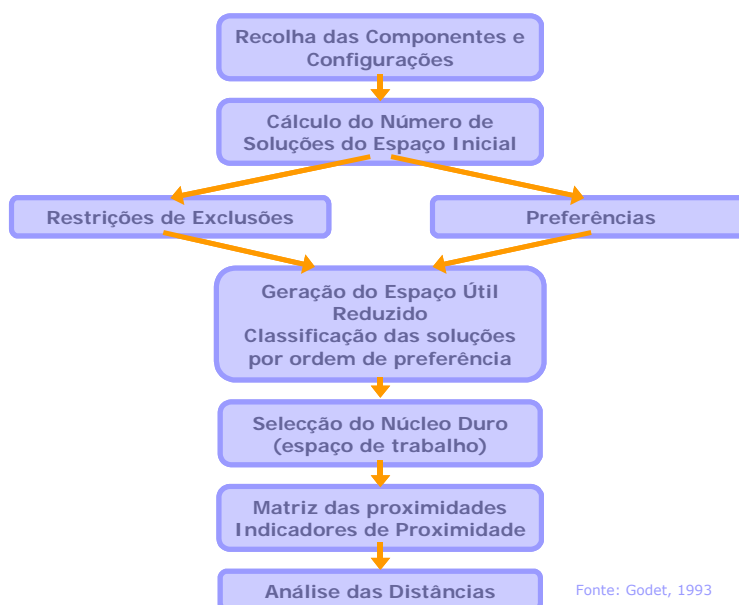 Recolha das Componentes e
Configurações
Cálculo do Número de
Soluções do Espaço Inicial
Restrições de Exclusões
Preferências
Geração do Espaço Útil
Reduzido
Classificação das soluções
por ordem de preferência
Selecção do Núcleo Duro
(espaço de trabalho)
Matriz das proximidades
Indicadores de Proximidade
Análise das Distâncias
Fonte: Godet, 1993